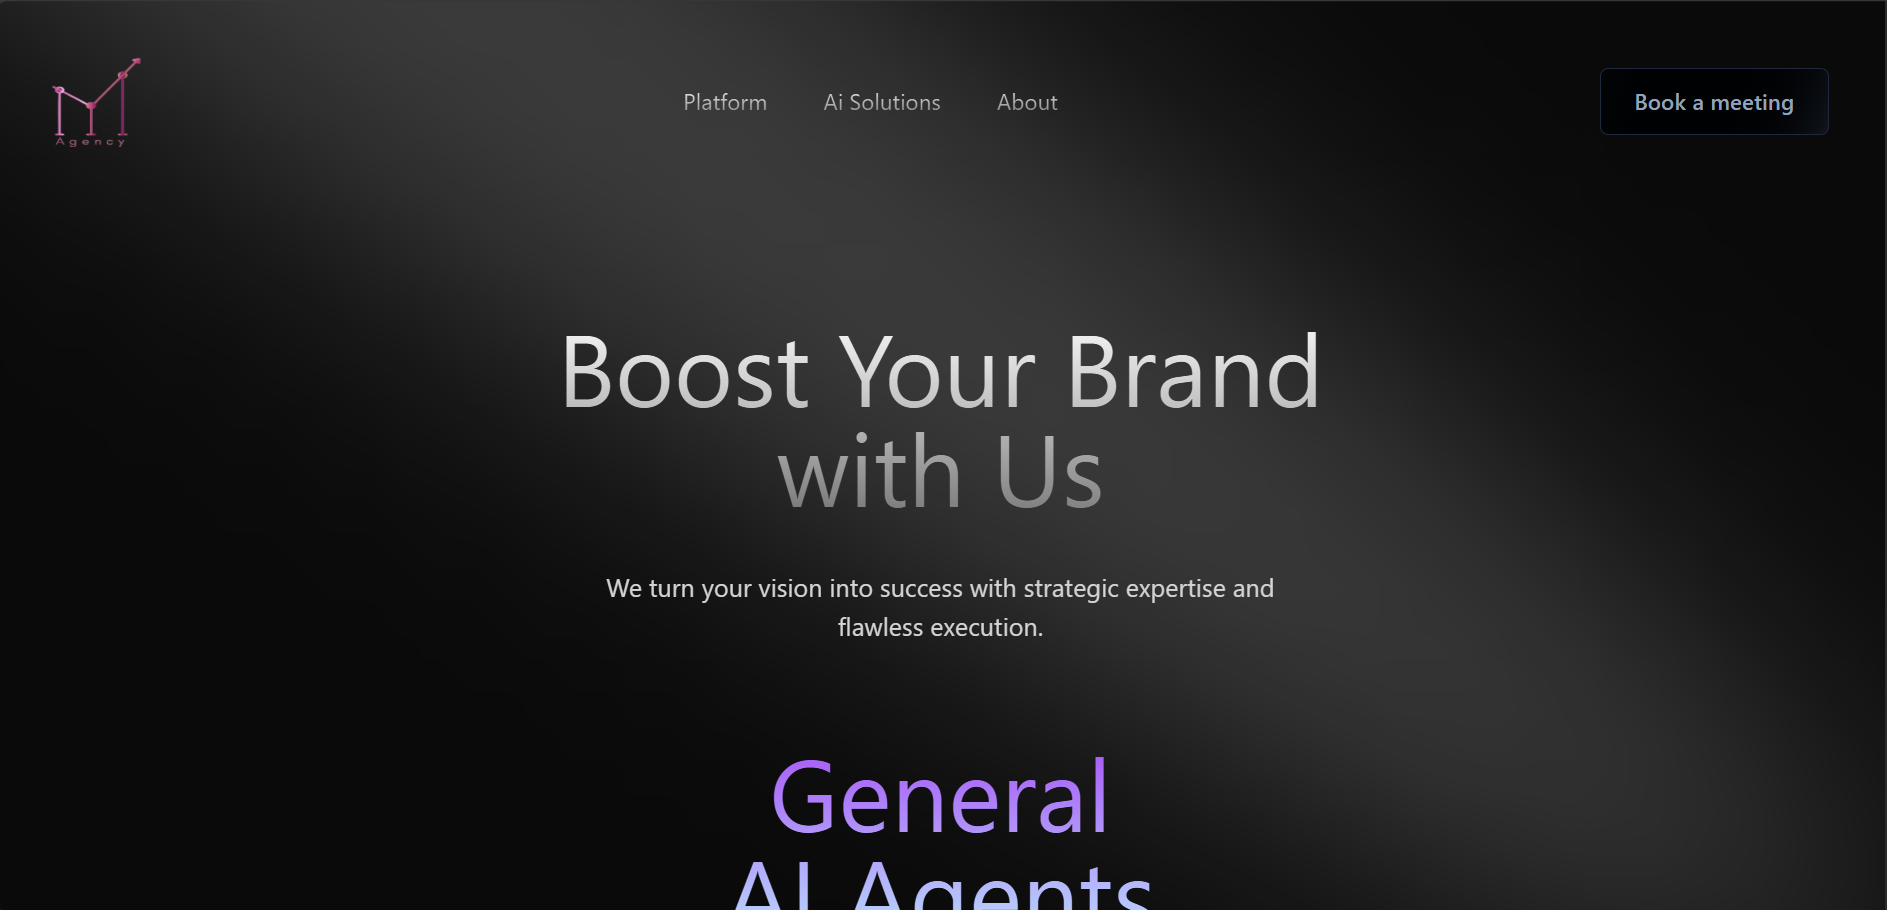 Agency
Platform
Ai Solutions
About
Book a meeting
Boost Your Brand
with Us
We turn your vision into success with strategic expertise and
flawless execution.
General
AI Agents